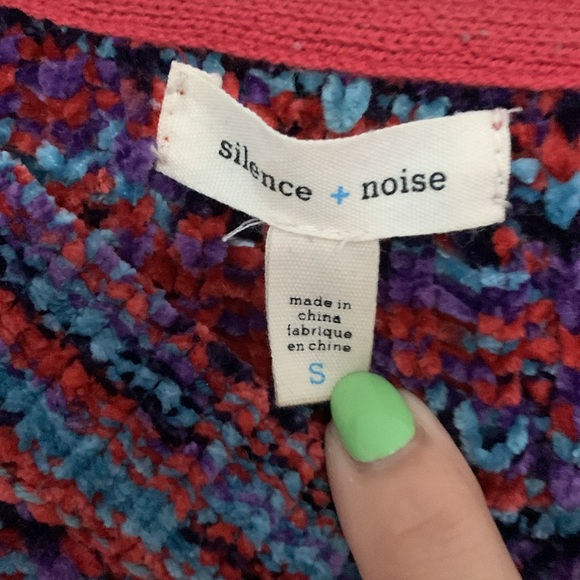 silence + noise
made in
china
fabrique
en chine
S